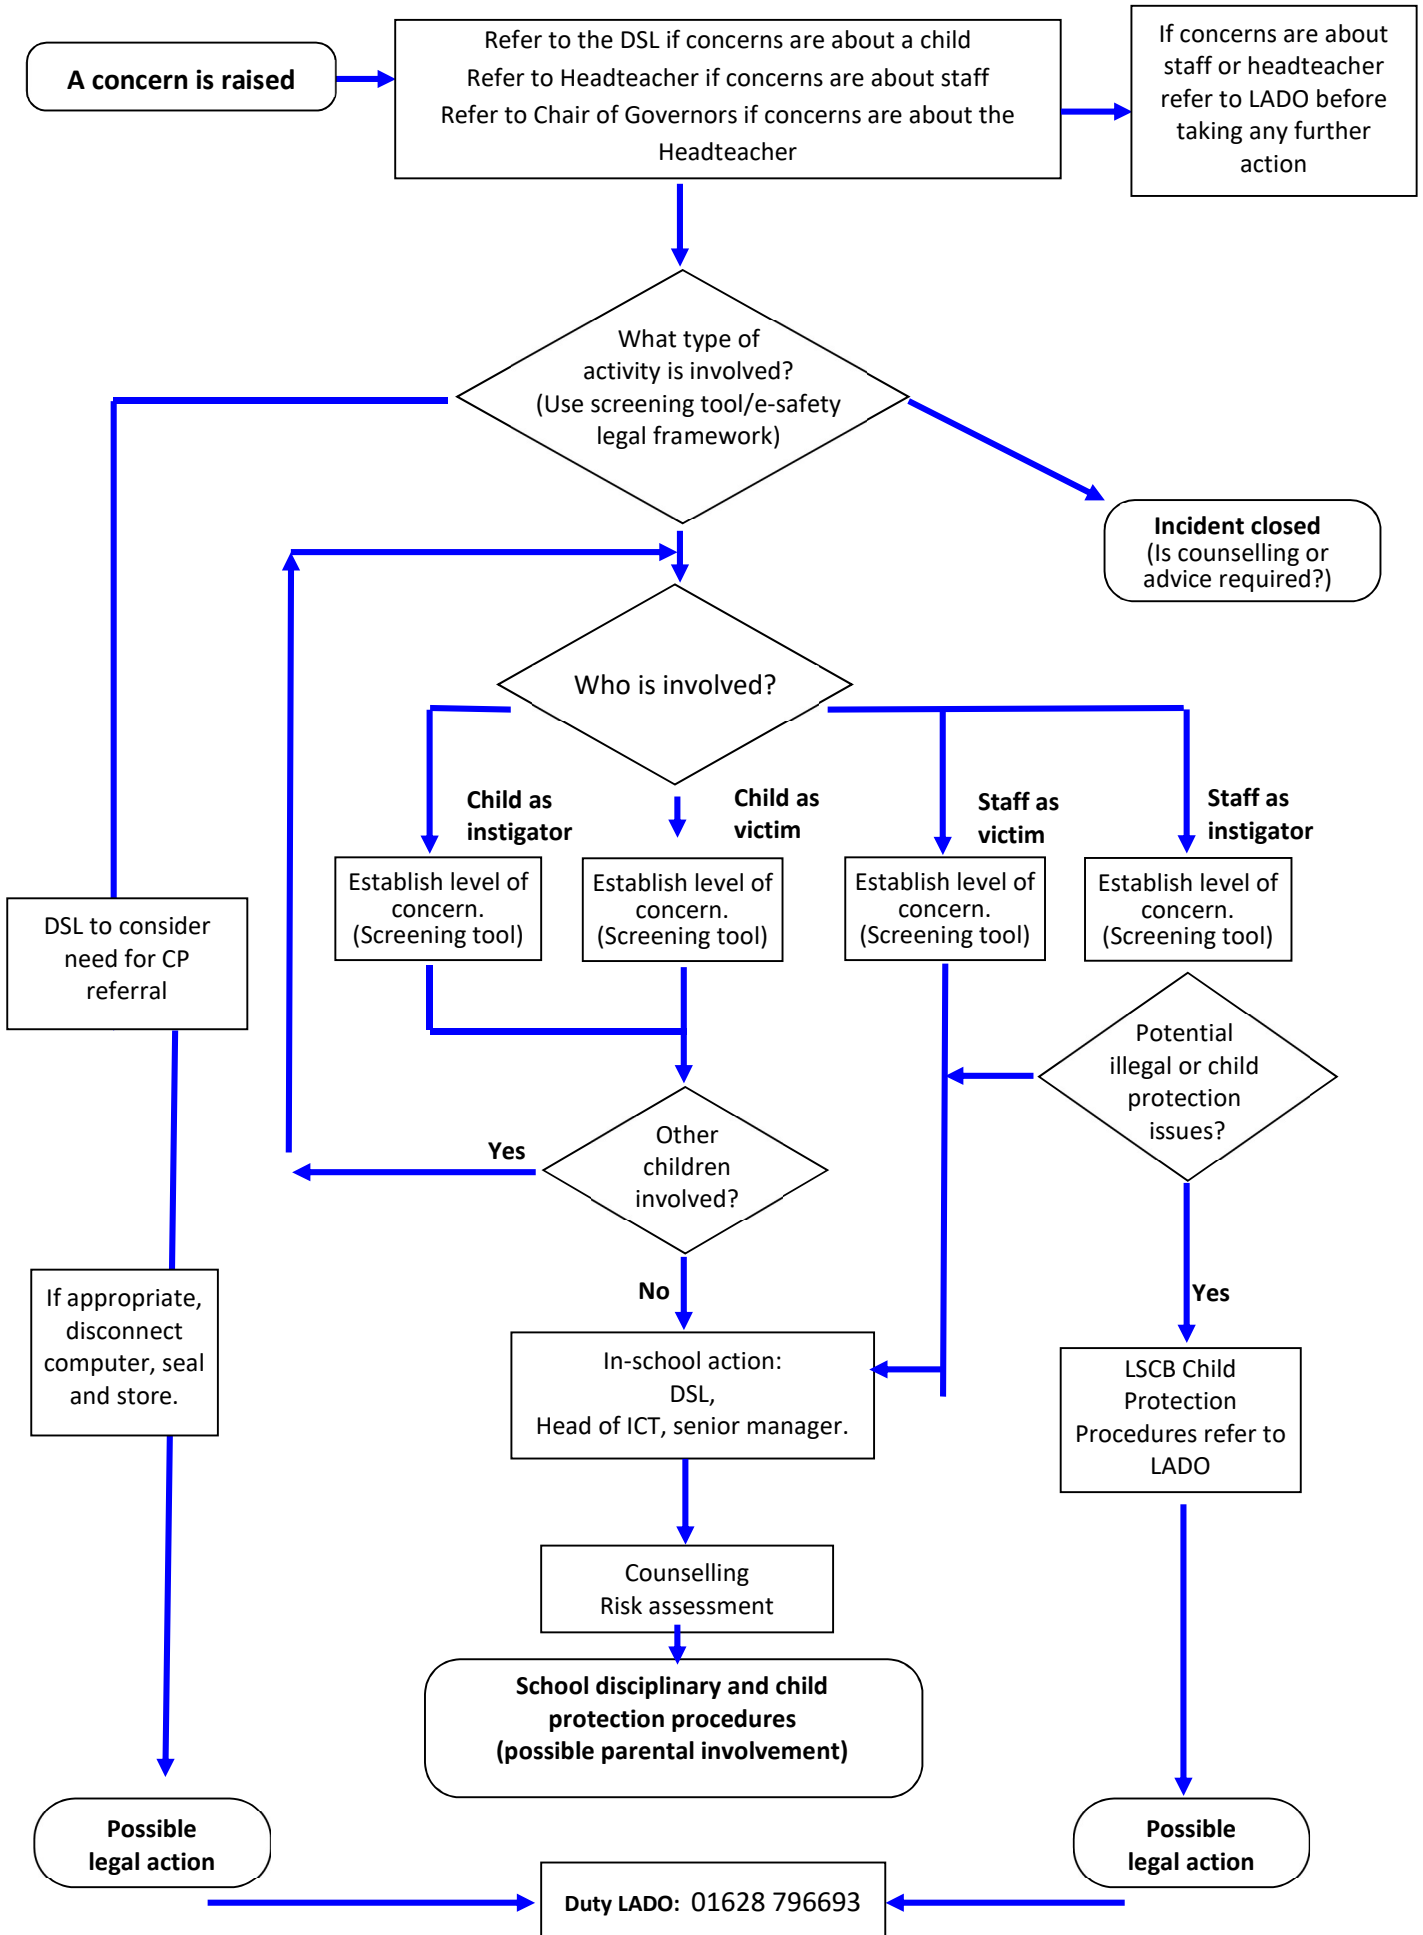 A concern is raised
Refer to the DSL if concerns are about a child
Refer to Headteacher if concerns are about staff
Refer to Chair of Governors if concerns are about the
Headteacher
If concerns are about
staff or headteacher
refer to LADO before
taking any further
action
What type of
activity is involved?
(Use screening tool/e-safety
legal framework)
Incident closed
(Is counselling or
advice required?)
Who is involved?
Child as
instigator
Child as
victim
Staff as
victim
Staff as
instigator
Establish level of
concern.
(Screening tool)
Establish level of
concern.
(Screening tool)
Establish level of
concern.
(Screening tool)
Establish level of
concern.
(Screening tool)
DSL to consider
need for CP
referral
Potential
illegal or child
protection
issues?
Other
children
involved?
Yes
No
Yes
If appropriate,
disconnect
computer, seal
and store.
In-school action:
DSL,
Head of ICT, senior manager.
LSCB Child
Protection
Procedures refer to
LADO
Counselling
Risk assessment
School disciplinary and child
protection procedures
(possible parental involvement)
Possible
legal action
Possible
legal action
Duty LADO: 01628 796693